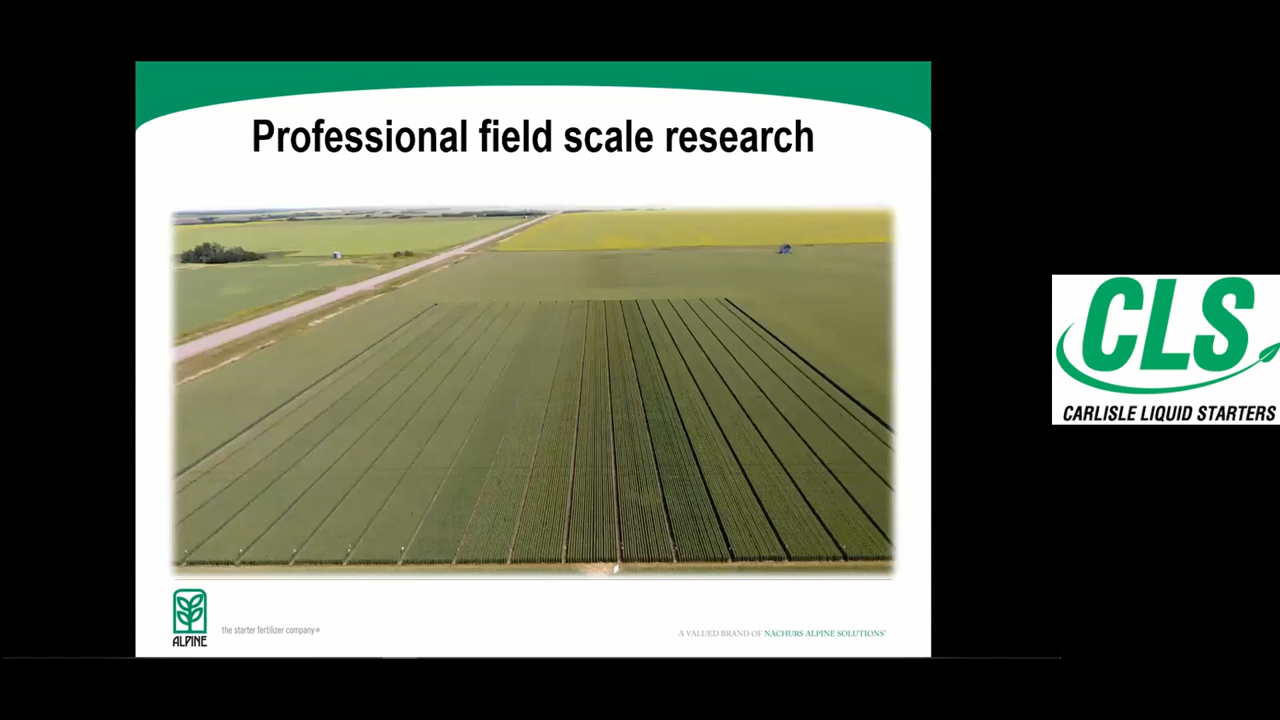 Professional field scale research
ALPINE
the starter fertilizer company®
A VALUED BRAND OF NACHURS ALPINE SOLUTIONS®
CLS
CARLISLE LIQUID STARTERS